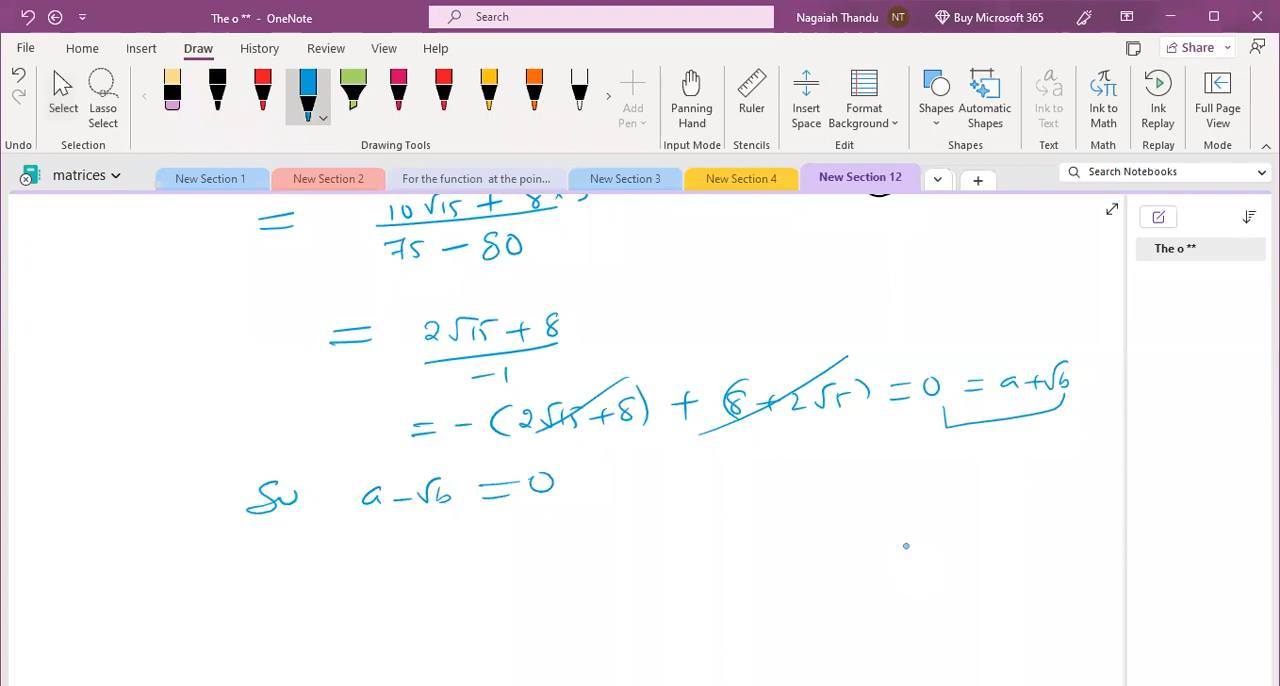 The o ** - OneNote
Search
Nagaiah Thandu NT
Buy Microsoft 365
File Home Insert Draw History Review View Help
Share
Select
Lasso Select
Add Pen
Panning Hand
Ruler
Insert Space
Format Background
Shapes
Automatic Shapes
Ink to Text
Ink to Math
Ink Replay
Full Page View
Undo Selection Drawing Tools Input Mode Stencils Edit Shapes Text Math Replay Mode
matrices New Section 1 New Section 2 For the function at the poin... New Section 3 New Section 4 New Section 12 + Search Notebooks
The o **
= 10√15 + 8
75 - 80
= 2√15 + 8
-1
= - (2√15 + 8) + (8 + 2√15) = 0 = a + √b
So a - √b = 0